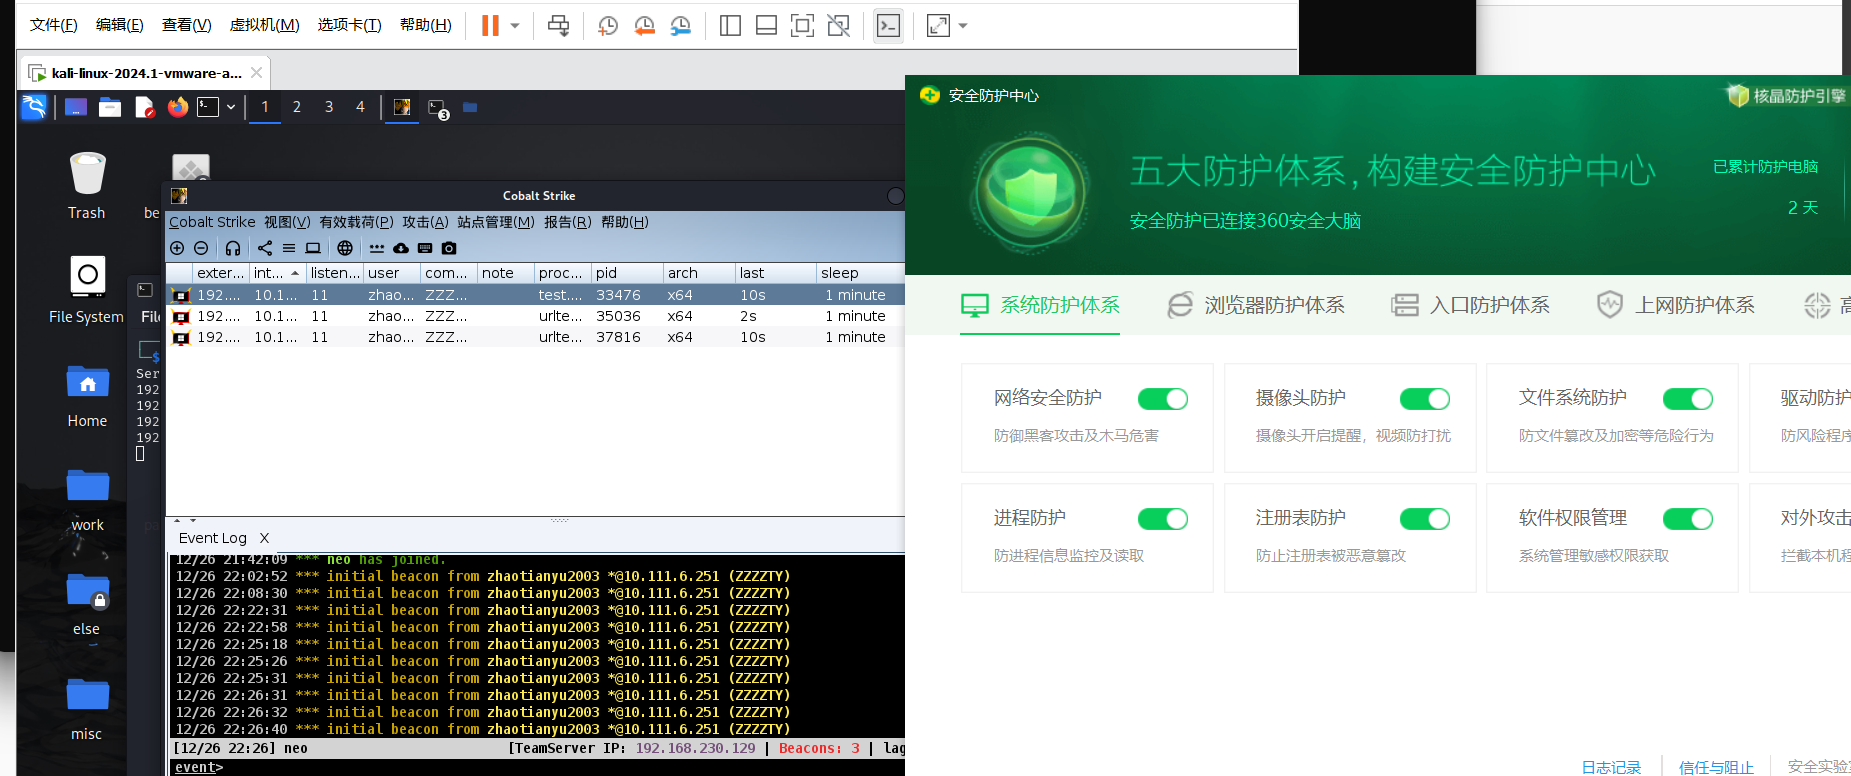 文件(F) 编辑(E) 查看(V) 虚拟机(M) 选项卡(T) 帮助(H)
kali-linux-2024.1-vmware-a...
1 2 3 4
3
Trash
be
File System
File
Home
work
else
misc
Ser
192
192
192
192
Cobalt Strike
Cobalt Strike 视图(V) 有效载荷(P) 攻击(A) 站点管理(M) 报告(R) 帮助(H)
exter... int... listen... user com... note proc... pid arch last sleep
192.... 10.1... 11 zhao... ZZZ... test.... 33476 x64 10s 1 minute
192.... 10.1... 11 zhao... ZZZ... urlte... 35036 x64 2s 1 minute
192.... 10.1... 11 zhao... ZZZ... urlte... 37816 x64 10s 1 minute
Event Log X
12/26 21:42:09 *** neo has joined.
12/26 22:02:52 *** initial beacon from zhaotianyu2003 *@10.111.6.251 (ZZZZTY)
12/26 22:08:30 *** initial beacon from zhaotianyu2003 *@10.111.6.251 (ZZZZTY)
12/26 22:22:31 *** initial beacon from zhaotianyu2003 *@10.111.6.251 (ZZZZTY)
12/26 22:22:58 *** initial beacon from zhaotianyu2003 *@10.111.6.251 (ZZZZTY)
12/26 22:25:18 *** initial beacon from zhaotianyu2003 *@10.111.6.251 (ZZZZTY)
12/26 22:25:26 *** initial beacon from zhaotianyu2003 *@10.111.6.251 (ZZZZTY)
12/26 22:25:31 *** initial beacon from zhaotianyu2003 *@10.111.6.251 (ZZZZTY)
12/26 22:26:31 *** initial beacon from zhaotianyu2003 *@10.111.6.251 (ZZZZTY)
12/26 22:26:32 *** initial beacon from zhaotianyu2003 *@10.111.6.251 (ZZZZTY)
12/26 22:26:40 *** initial beacon from zhaotianyu2003 *@10.111.6.251 (ZZZZTY)
[12/26 22:26] neo [TeamServer IP: 192.168.230.129 | Beacons: 3 | lag
event>
安全防护中心
核晶防护引擎
五大防护体系,构建安全防护中心
安全防护已连接360安全大脑
已累计防护电脑
2 天
系统防护体系 浏览器防护体系 入口防护体系 上网防护体系 高
网络安全防护 摄像头防护 文件系统防护 驱动防护
防御黑客攻击及木马危害 摄像头开启提醒，视频防打扰 防文件篡改及加密等危险行为 防风险程序
进程防护 注册表防护 软件权限管理 对外攻击
防进程信息监控及读取 防止注册表被恶意篡改 系统管理敏感权限获取 拦截本机程
日志记录 信任与阻止 安全实验室